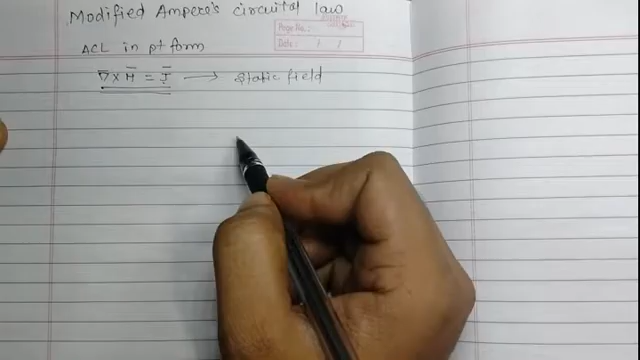 Modified Ampere's circuital law
Page No.:
Date: / /
ACL in pt form
∇ × H̅ = J̅ → Static field